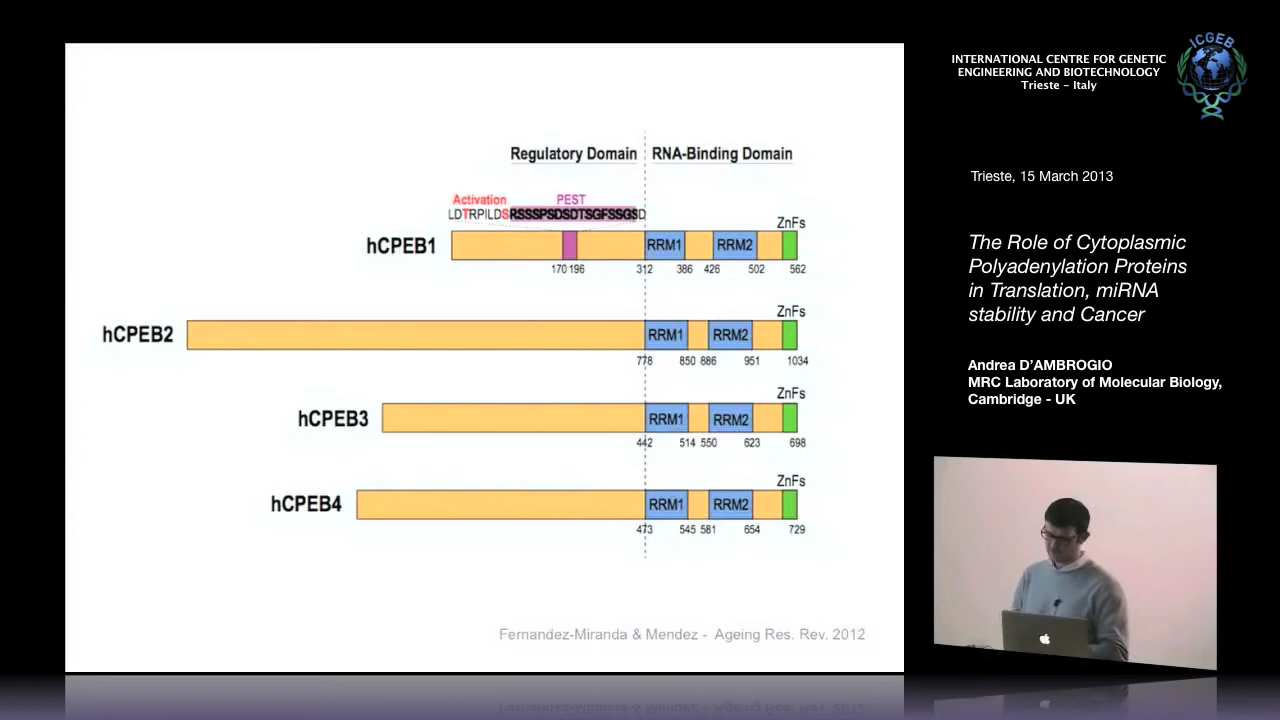 ICGEB
INTERNATIONAL CENTRE FOR GENETIC
ENGINEERING AND BIOTECHNOLOGY
Trieste – Italy
Trieste, 15 March 2013
The Role of Cytoplasmic
Polyadenylation Proteins
in Translation, miRNA
stability and Cancer
Andrea D'AMBROGIO
MRC Laboratory of Molecular Biology,
Cambridge - UK
Regulatory Domain RNA-Binding Domain
Activation PEST
LDTRPILDSRSSSPSDSDTSGFSSGSD
ZnFs
hCPEB1 RRM1 RRM2
170 196 312 386 426 502 562
ZnFs
hCPEB2 RRM1 RRM2
778 850 886 951 1034
ZnFs
hCPEB3 RRM1 RRM2
442 514 550 623 698
ZnFs
hCPEB4 RRM1 RRM2
473 545 581 654 729
Fernandez-Miranda & Mendez - Ageing Res. Rev. 2012